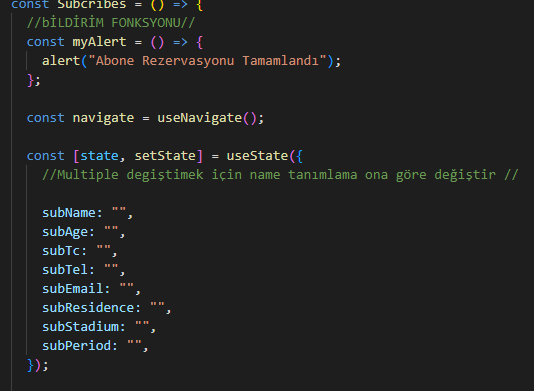 const Subcribes = () => {
//bİLDİRİM FONKSYONU//
const myAlert = () => {
alert("Abone Rezervasyonu Tamamlandı");
};
const navigate = useNavigate();
const [state, setState] = useState({
//Multiple degiştimek için name tanımlama ona göre değiştir //
subName: "",
subAge: "",
subTc: "",
subTel: "",
subEmail: "",
subResidence: "",
subStadium: "",
subPeriod: "",
});